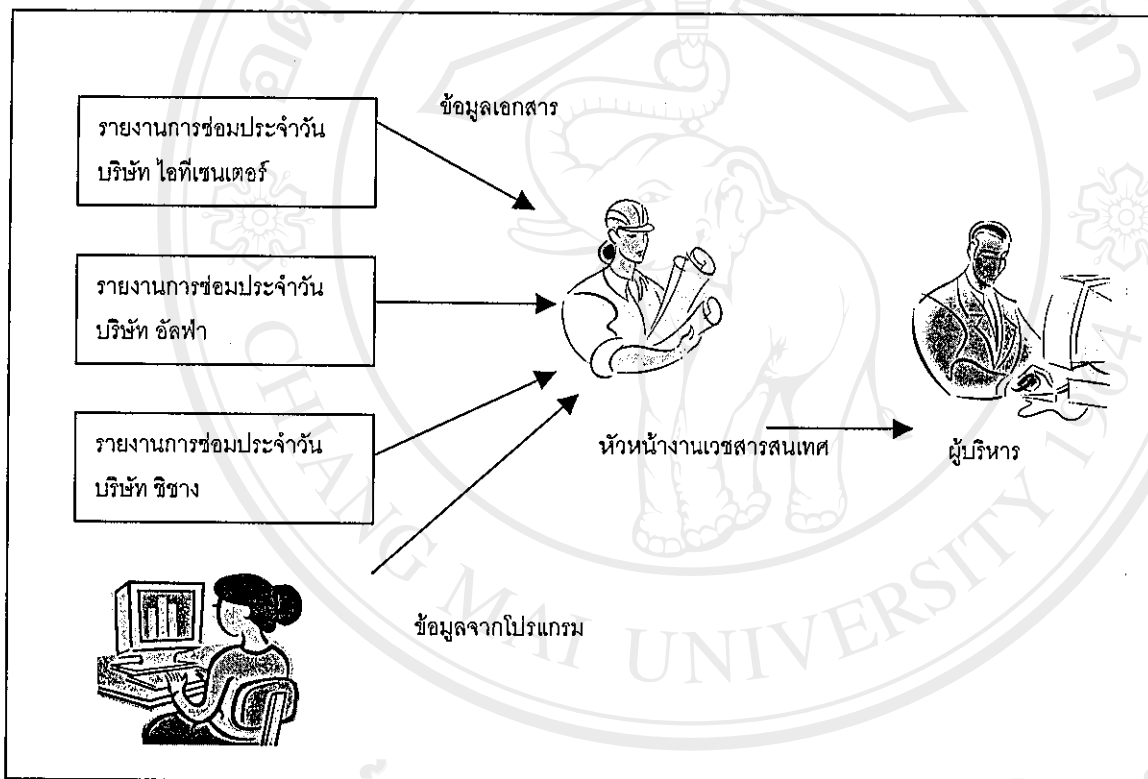 ข้อมูลเอกสาร
รายงานการซ่อมประจำวัน
บริษัท ไอทีเซนเตอร์
รายงานการซ่อมประจำวัน
บริษัท อัลฟ่า
รายงานการซ่อมประจำวัน
บริษัท ซิชาง
หัวหน้างานเวชสารสนเทศ
ผู้บริหาร
ข้อมูลจากโปรแกรม
CHIANG MAI UNIVERSITY 1964